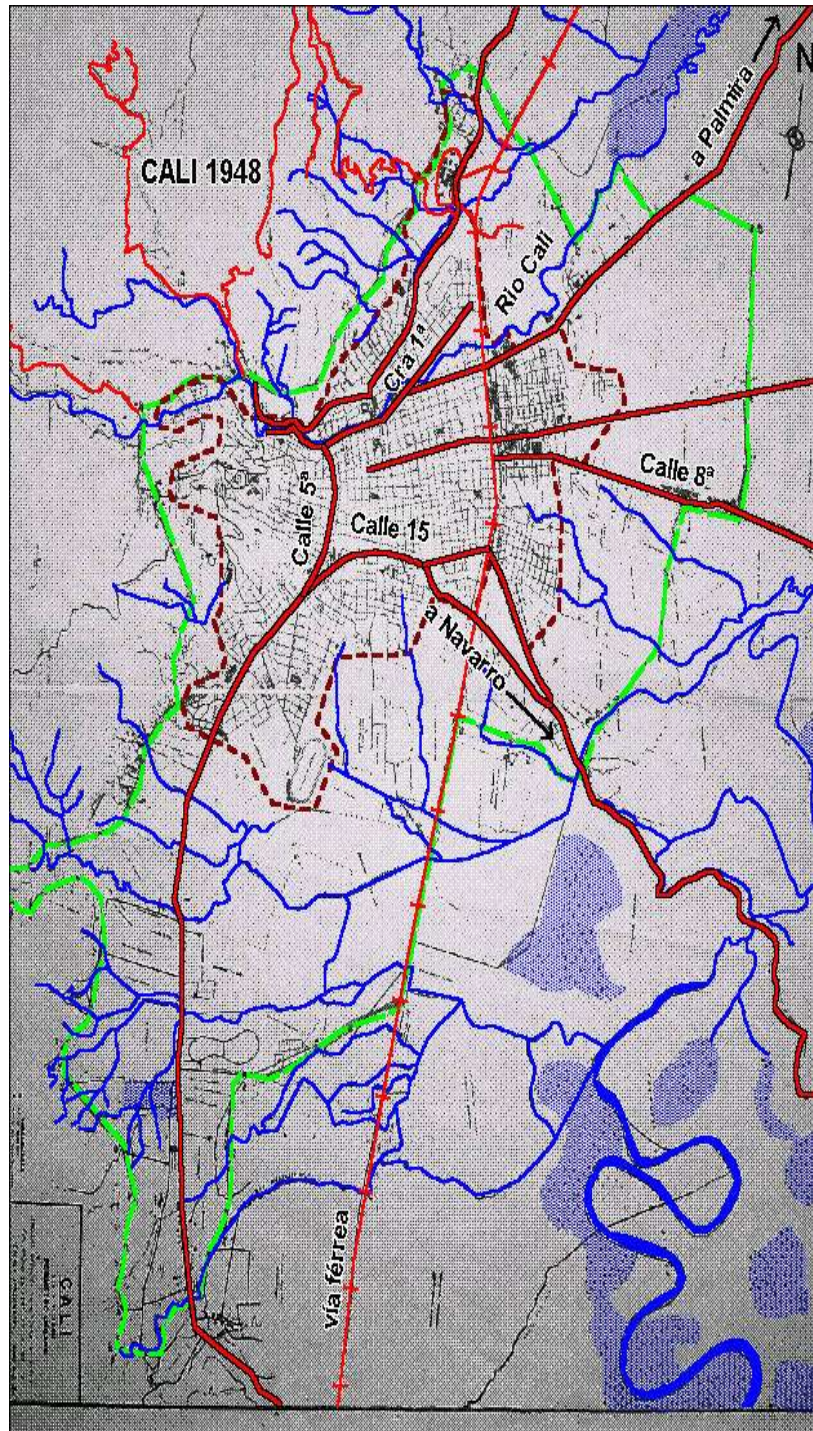 a Palmira
N
CALI 1948
Rio Cali
Cra 1ª
Calle 8ª
Calle 5ª
Calle 15
a Navarro
vía férrea
CALI